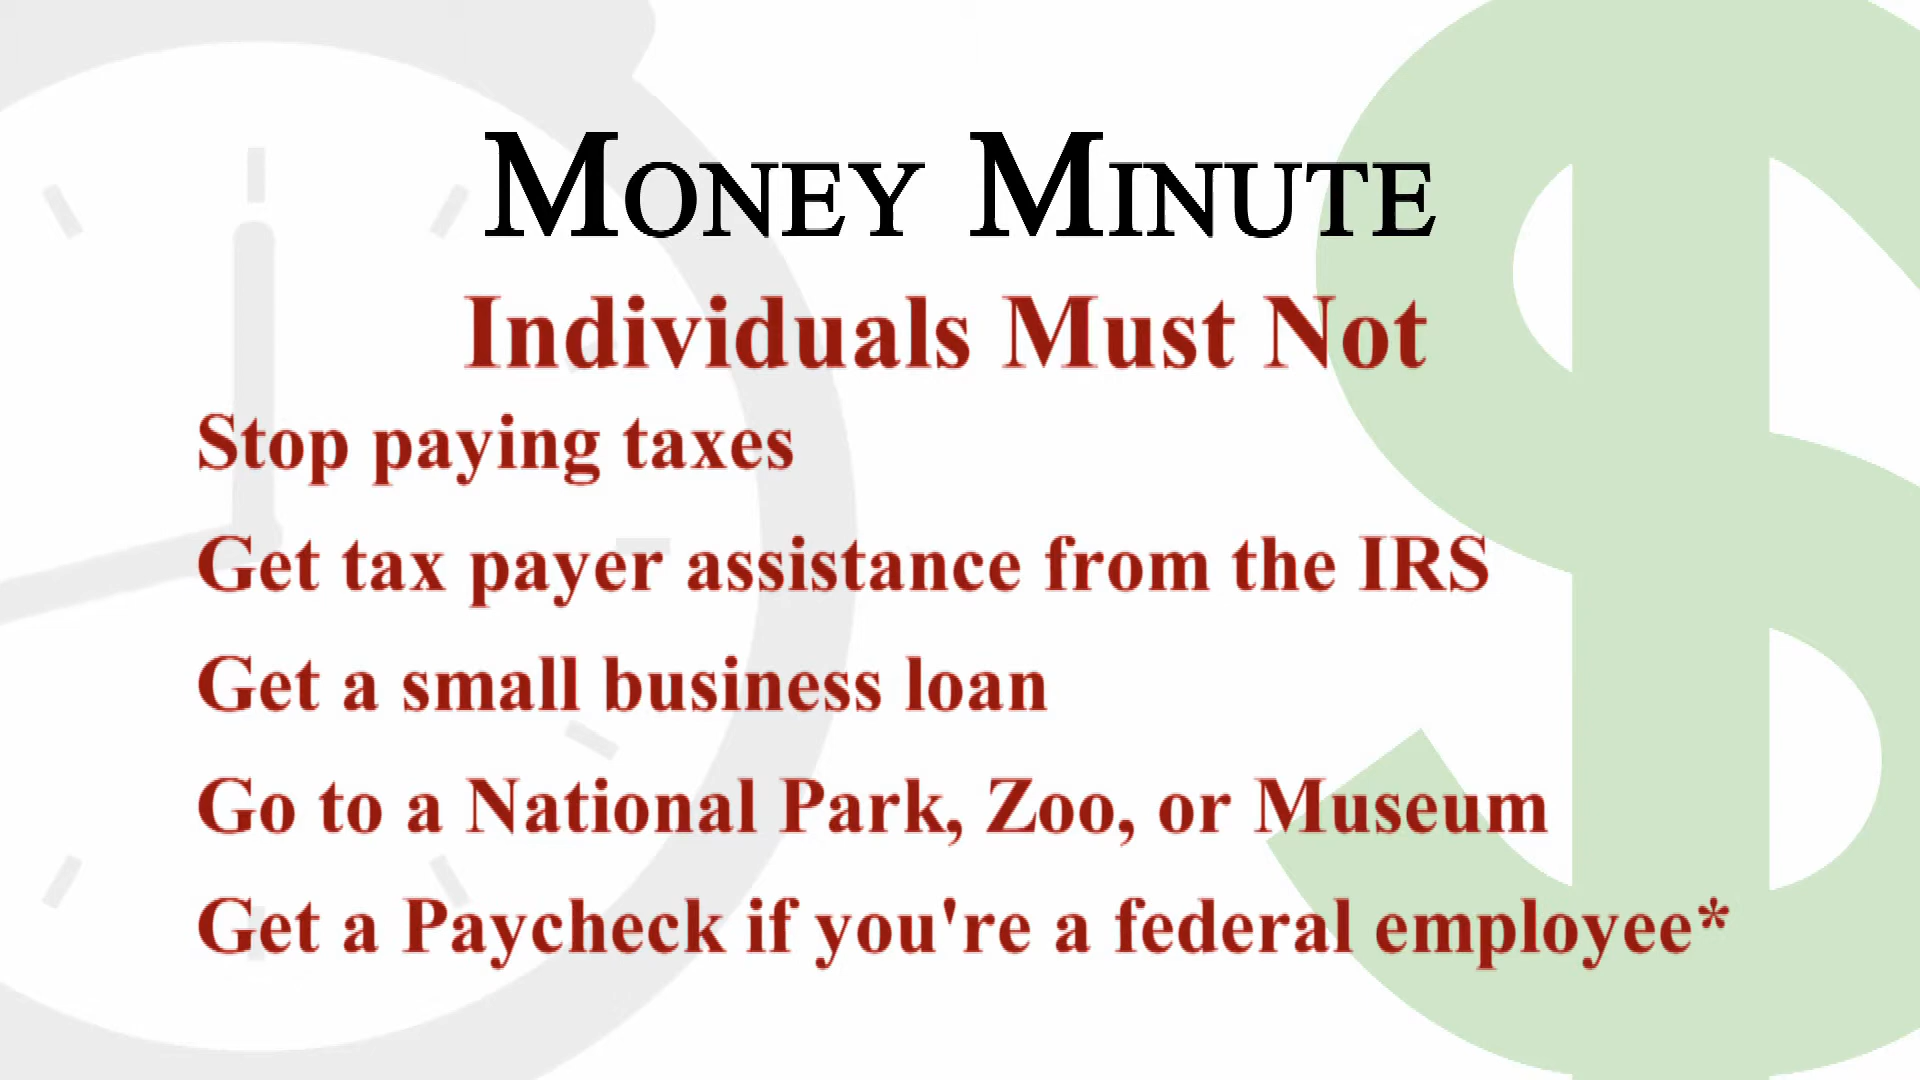 Money Minute
Individuals Must Not
Stop paying taxes
Get tax payer assistance from the IRS
Get a small business loan
Go to a National Park, Zoo, or Museum
Get a Paycheck if you're a federal employee*